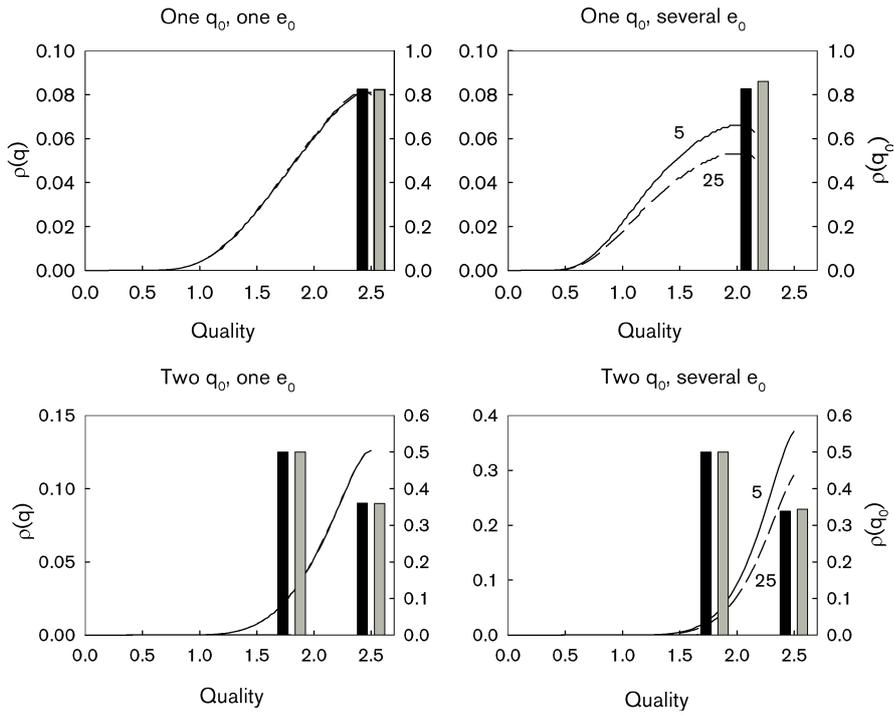 One q0, one e0
One q0, several e0
0.10 1.0 0.10 1.0
0.08 0.8 0.08 0.8
5
0.06 0.6 0.06 0.6
ρ(q) ρ(q0)
0.04 0.4 0.04 0.4
25
0.02 0.2 0.02 0.2
0.00 0.0 0.00 0.0
0.0 0.5 1.0 1.5 2.0 2.5 0.0 0.5 1.0 1.5 2.0 2.5
Quality Quality
Two q0, one e0
Two q0, several e0
0.15 0.6 0.4 0.6
0.5 0.5
0.3
0.10 0.4 0.4
5
ρ(q) 0.3 0.2 0.3 ρ(q0)
0.05 0.2 0.2
0.1
25
0.1 0.1
0.00 0.0 0.0 0.0
0.0 0.5 1.0 1.5 2.0 2.5 0.0 0.5 1.0 1.5 2.0 2.5
Quality Quality